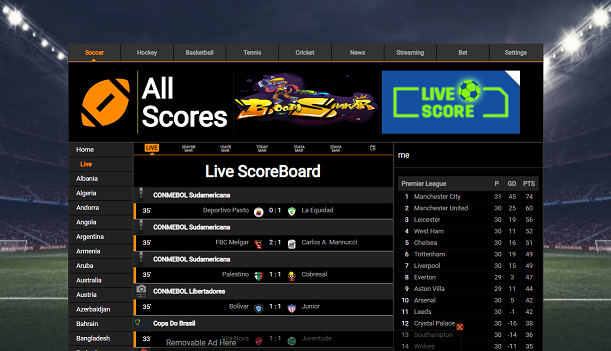 Soccer
Hockey
Basketball
Tennis
Cricket
News
Streaming
Bet
Settings
All
Scores
LIVE
SCORE
Home
Live
Albania
Algeria
Andorra
Angola
Argentina
Armenia
Aruba
Australia
Austria
Azerbaidjan
Bahrain
Bangladesh
LIVE
TODAY
MAR
Live ScoreBoard
CONMEBOL Sudamericana
35' Deportivo Pasto 0 : 1 La Equidad
CONMEBOL Sudamericana
35' FBC Melgar 2 : 1 Carlos A. Mannucci
CONMEBOL Sudamericana
35' Palestino 1 : 1 Cobresal
CONMEBOL Libertadores
35' Bolívar 1 : 1 Junior
Copa Do Brasil
33' Vila Nova 1 : 1 Juventude
Removable Ad Here
me
Premier League P GD PTS
1 Manchester City 31 45 74
2 Manchester United 30 25 60
3 Leicester 30 19 56
4 West Ham 30 11 52
5 Chelsea 30 16 51
6 Tottenham 30 19 49
7 Liverpool 30 15 49
8 Everton 29 3 47
9 Aston Villa 29 11 44
10 Arsenal 30 5 42
11 Leeds 30 -1 42
12 Crystal Palace 30 -16 38
13 Southampton 30 -14 36
14 Wolves 30 -11 35